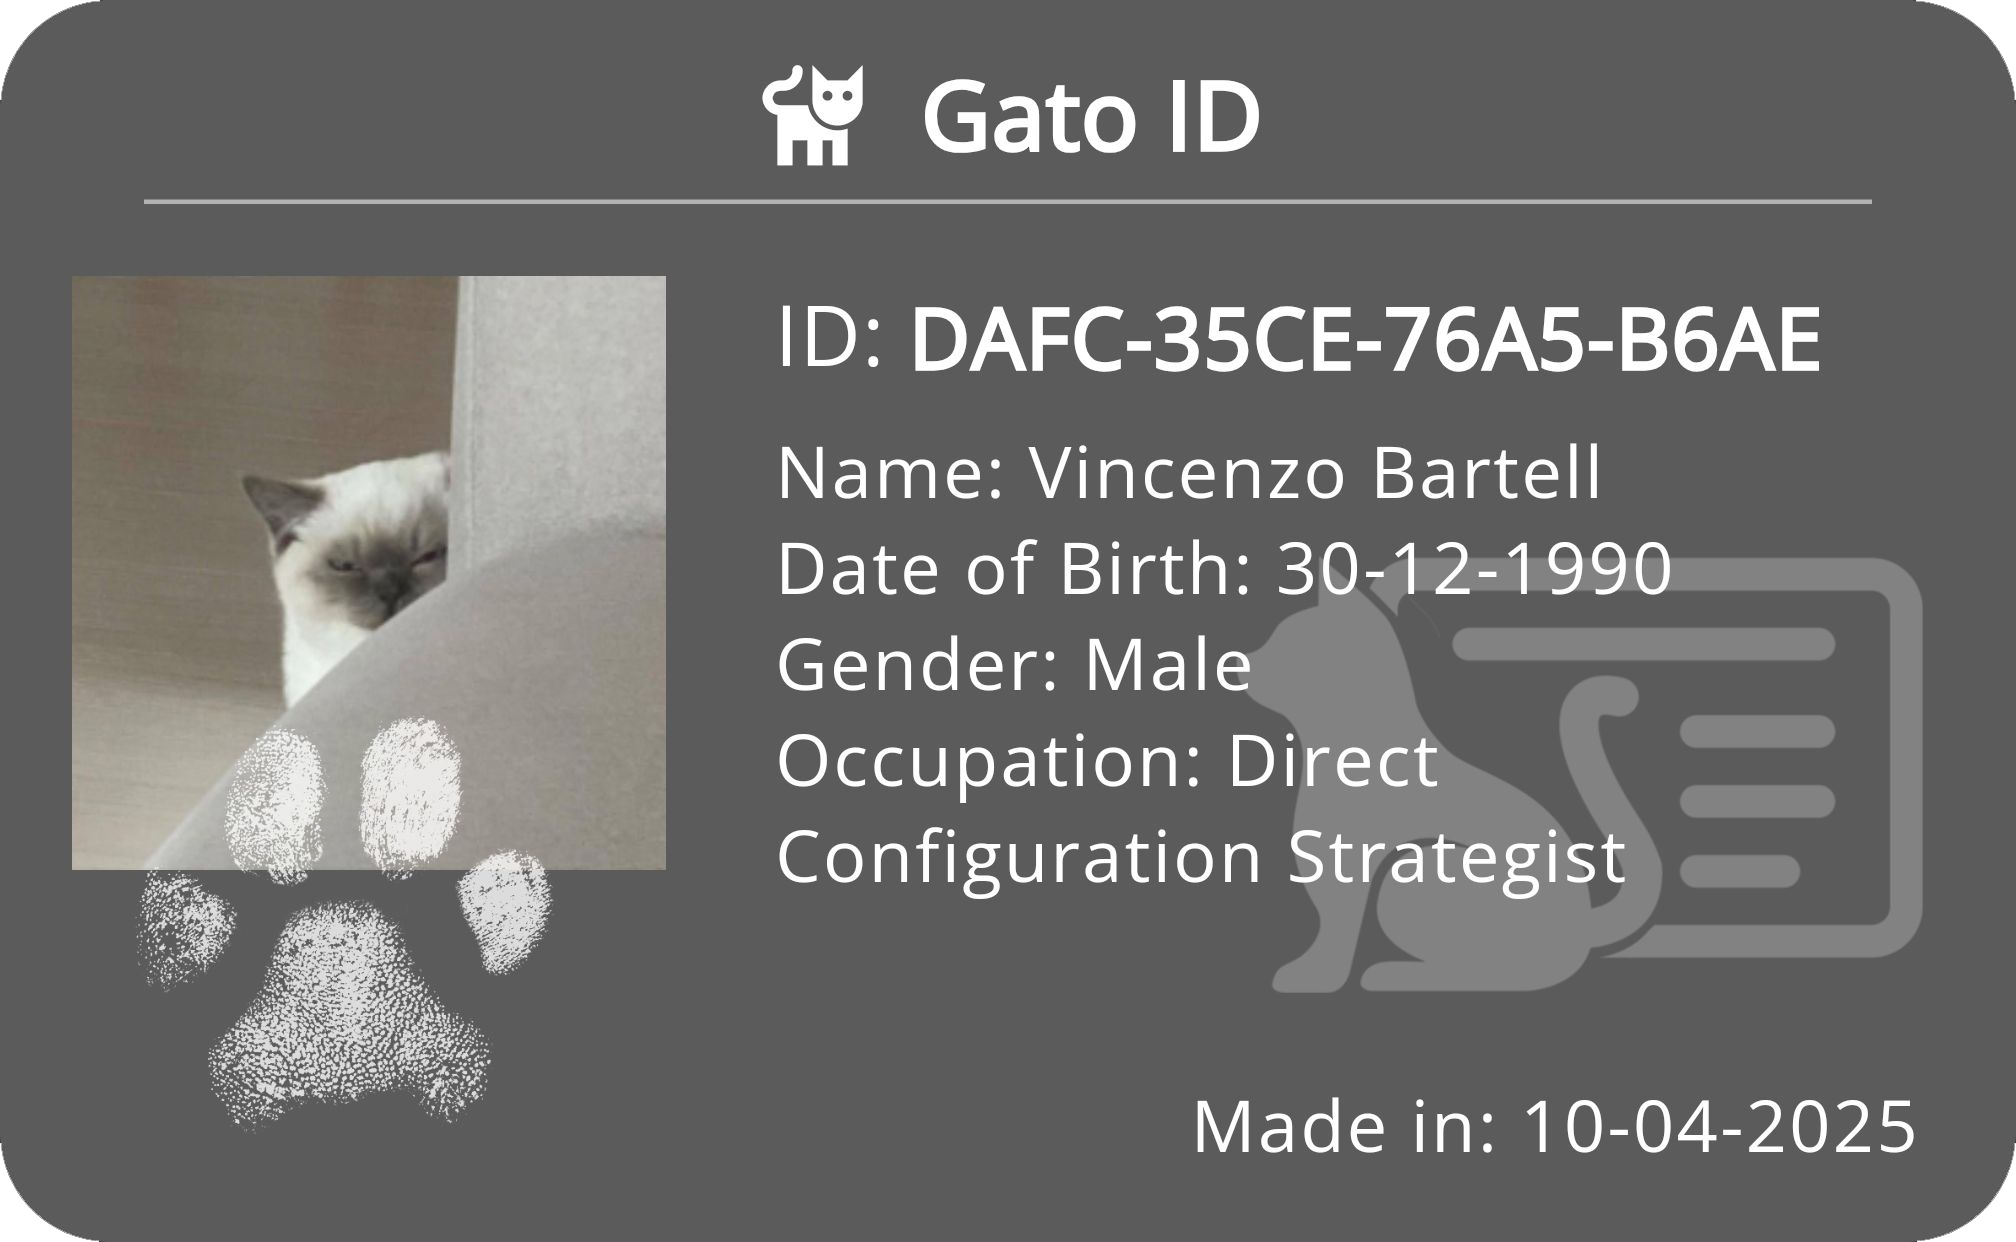 Gato ID
ID: DAFC-35CE-76A5-B6AE
Name: Vincenzo Bartell
Date of Birth: 30-12-1990
Gender: Male
Occupation: Direct
Configuration Strategist
Made in: 10-04-2025